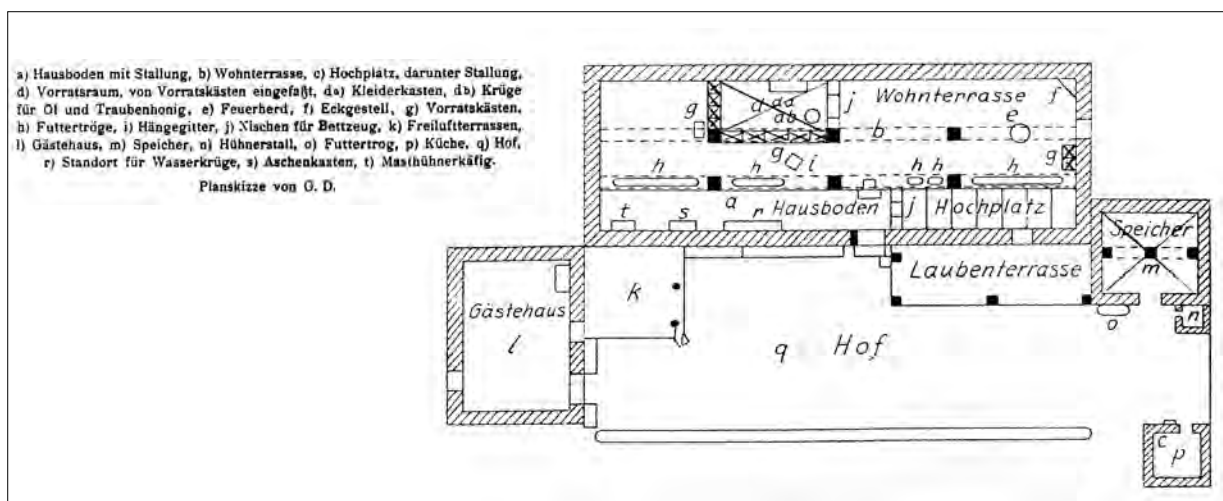 a) Hausboden mit Stallung, b) Wohnterrasse, c) Hochplatz, darunter Stallung,
d) Vorratsraum, von Vorratskästen eingefaßt, da) Kleiderkasten, db) Krüge
für Öl und Traubenhonig, e) Feuerherd, f) Eckgestell, g) Vorratskästen,
h) Futtertröge, i) Hängegitter, j) Nischen für Bettzeug, k) Freiluftterrassen,
l) Gästehaus, m) Speicher, n) Hühnerstall, o) Futtertrog, p) Küche, q) Hof,
r) Standort für Wasserkrüge, s) Aschenkasten, t) Masthühnerkäfig.
Planskizze von G. D.
d da j Wohnterrasse f
g db b e
g i g
h h h h h
a r Hausboden j Hochplatz
t s
Speicher
m
Laubenterrasse
k
Gästehaus
l
n
o
q Hof
c
p